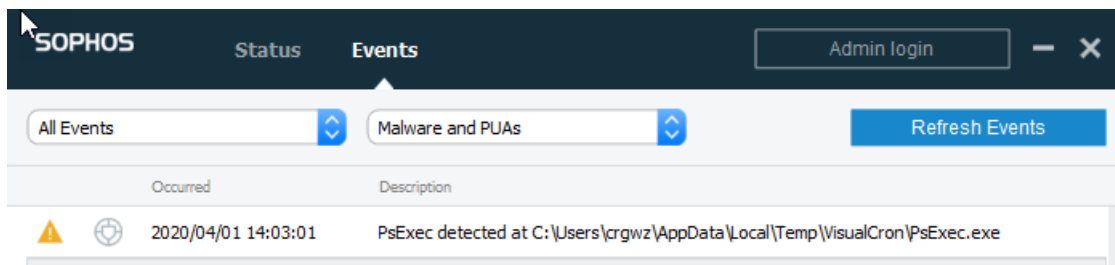 SOPHOS Status Events Admin login
All Events Malware and PUAs Refresh Events
Occurred Description
2020/04/01 14:03:01 PsExec detected at C:\Users\crgwz\AppData\Local\Temp\VisualCron\PsExec.exe